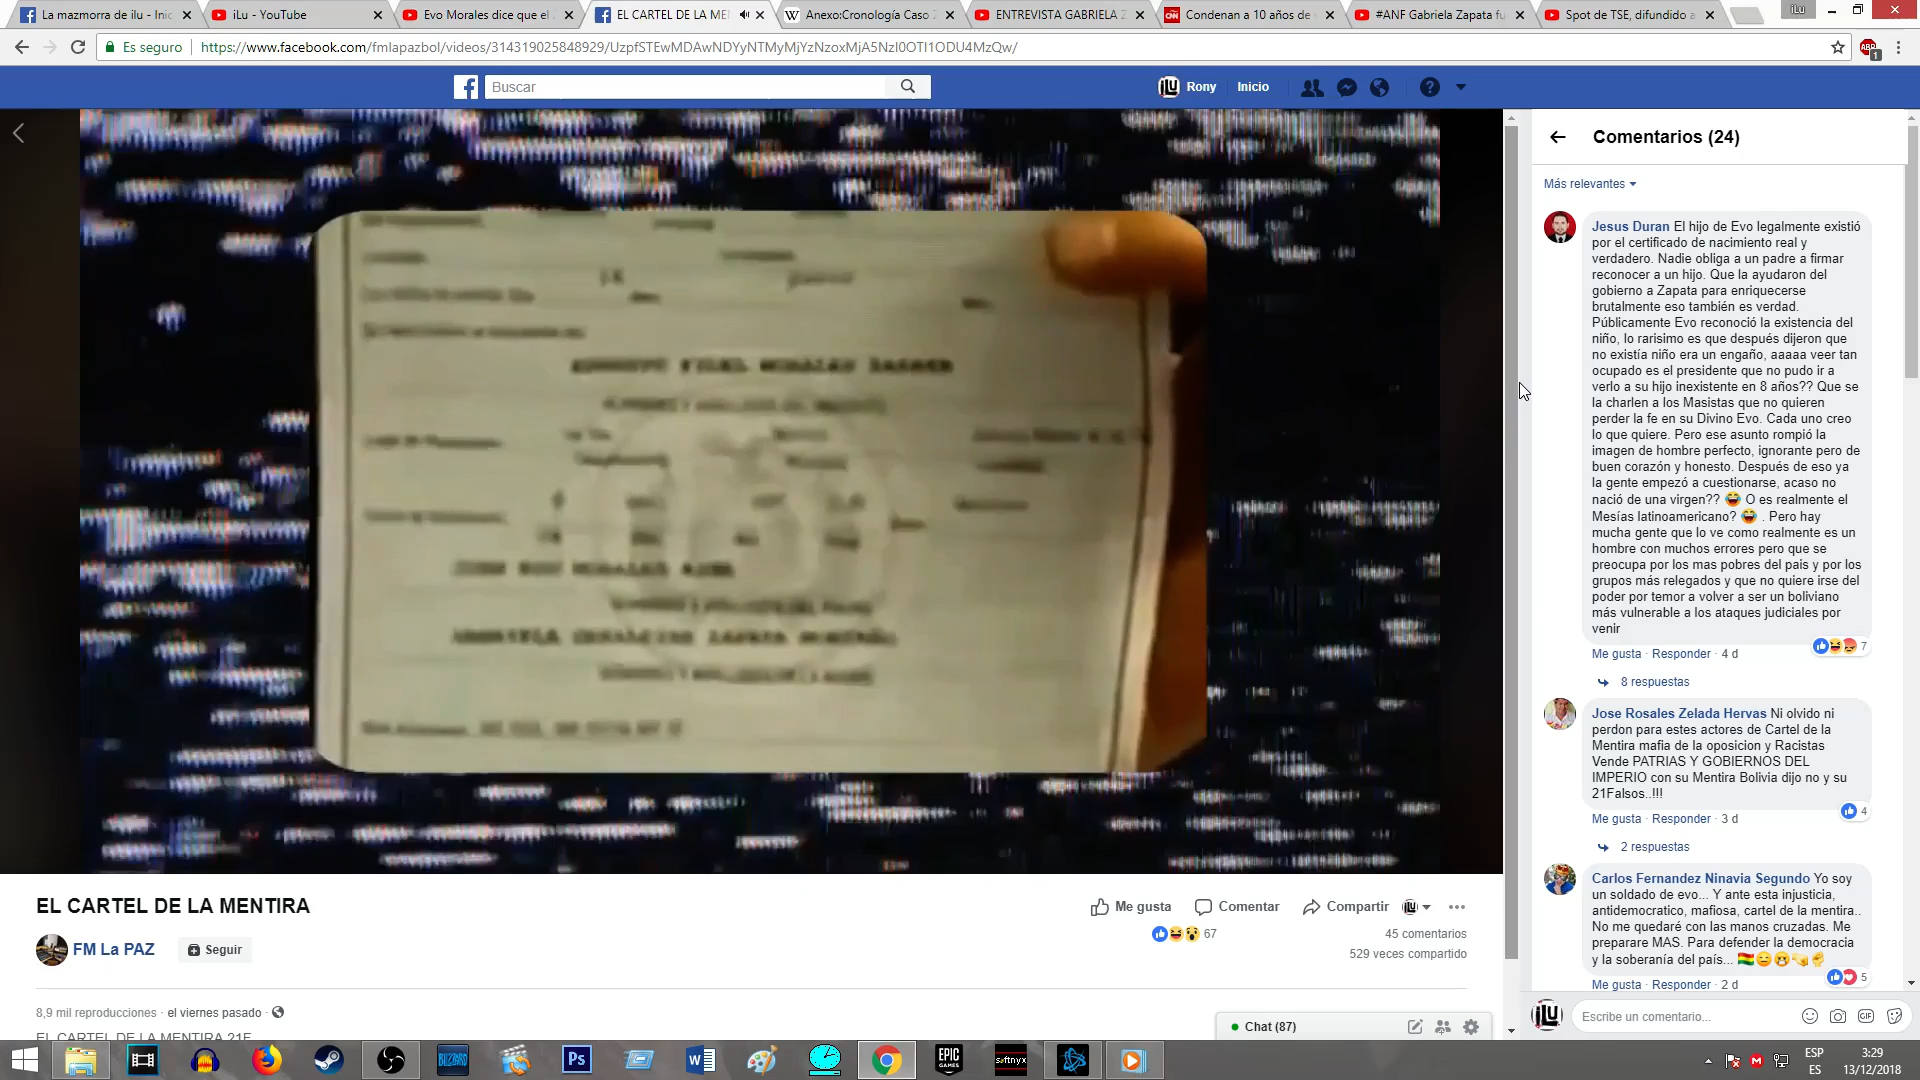 La mazmorra de ilu - Inic
iLu - YouTube
Evo Morales dice que el
EL CARTEL DE LA ME
Anexo:Cronología Caso
ENTREVISTA GABRIELA Z
Condenan a 10 años de
#ANF Gabriela Zapata fu
Spot de TSE, difundido
iLu
Es seguro
https://www.facebook.com/fmlapazbol/videos/314319025848929/UzpfSTEwMDAwNDYyNTMyMjYzNzoxMjA5NzI0OTI1ODU4MzQw/
ABP
1
Buscar
Rony
Inicio
Comentarios (24)
Más relevantes
Jesus Duran El hijo de Evo legalmente existió
por el certificado de nacimiento real y
verdadero. Nadie obliga a un padre a firmar
reconocer a un hijo. Que la ayudaron del
gobierno a Zapata para enriquecerse
brutalmente eso también es verdad.
Públicamente Evo reconoció la existencia del
niño, lo rarisimo es que después dijeron que
no existía niño era un engaño, aaaaa veer tan
ocupado es el presidente que no pudo ir a
verlo a su hijo inexistente en 8 años?? Que se
la charlen a los Masistas que no quieren
perder la fe en su Divino Evo. Cada uno creo
lo que quiere. Pero ese asunto rompió la
imagen de hombre perfecto, ignorante pero de
buen corazón y honesto. Después de eso ya
la gente empezó a cuestionarse, acaso no
nació de una virgen?? 😂 O es realmente el
Mesías latinoamericano? 😂 . Pero hay
mucha gente que lo ve como realmente es un
hombre con muchos errores pero que se
preocupa por los mas pobres del pais y por los
grupos más relegados y que no quiere irse del
poder por temor a volver a ser un boliviano
más vulnerable a los ataques judiciales por
venir
7
Me gusta · Responder · 4 d
8 respuestas
Jose Rosales Zelada Hervas Ni olvido ni
perdon para estes actores de Cartel de la
Mentira mafia de la oposicion y Racistas
Vende PATRIAS Y GOBIERNOS DEL
IMPERIO con su Mentira Bolivia dijo no y su
21Falsos..!!!
4
Me gusta · Responder · 3 d
2 respuestas
Carlos Fernandez Ninavia Segundo Yo soy
un soldado de evo... Y ante esta injusticia,
antidemocratico, mafiosa, cartel de la mentira..
No me quedaré con las manos cruzadas. Me
preparare MAS. Para defender la democracia
y la soberanía del país...
5
Me gusta · Responder · 2 d
Escribe un comentario...
GIF
EL CARTEL DE LA MENTIRA
Me gusta
Comentar
Compartir
FM La PAZ
Seguir
67
45 comentarios
529 veces compartido
8,9 mil reproducciones · el viernes pasado
EL CARTEL DE LA MENTIRA 21F
Chat (87)
BLIZZARD
Ps
EPIC
GAMES
softnyx
ESP
ES
3:29
13/12/2018